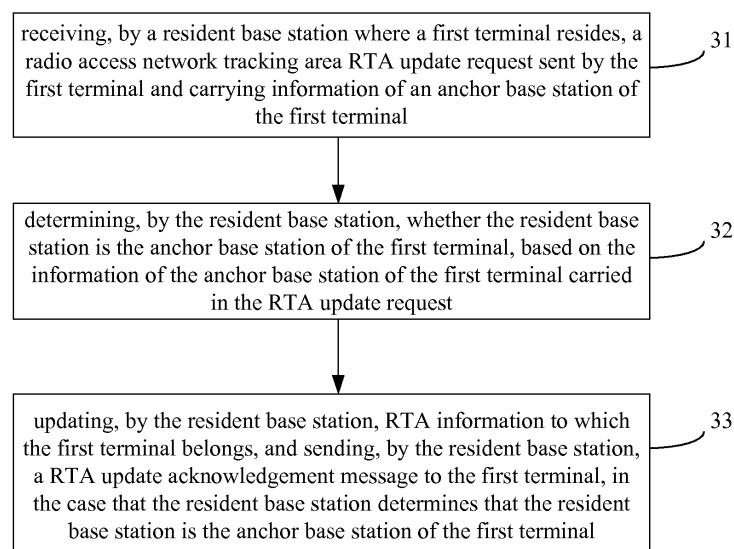 receiving, by a resident base station where a first terminal resides, a
radio access network tracking area RTA update request sent by the
first terminal and carrying information of an anchor base station of
the first terminal
31
determining, by the resident base station, whether the resident base
station is the anchor base station of the first terminal, based on the
information of the anchor base station of the first terminal carried
in the RTA update request
32
updating, by the resident base station, RTA information to which
the first terminal belongs, and sending, by the resident base station,
a RTA update acknowledgement message to the first terminal, in
the case that the resident base station determines that the resident
base station is the anchor base station of the first terminal
33